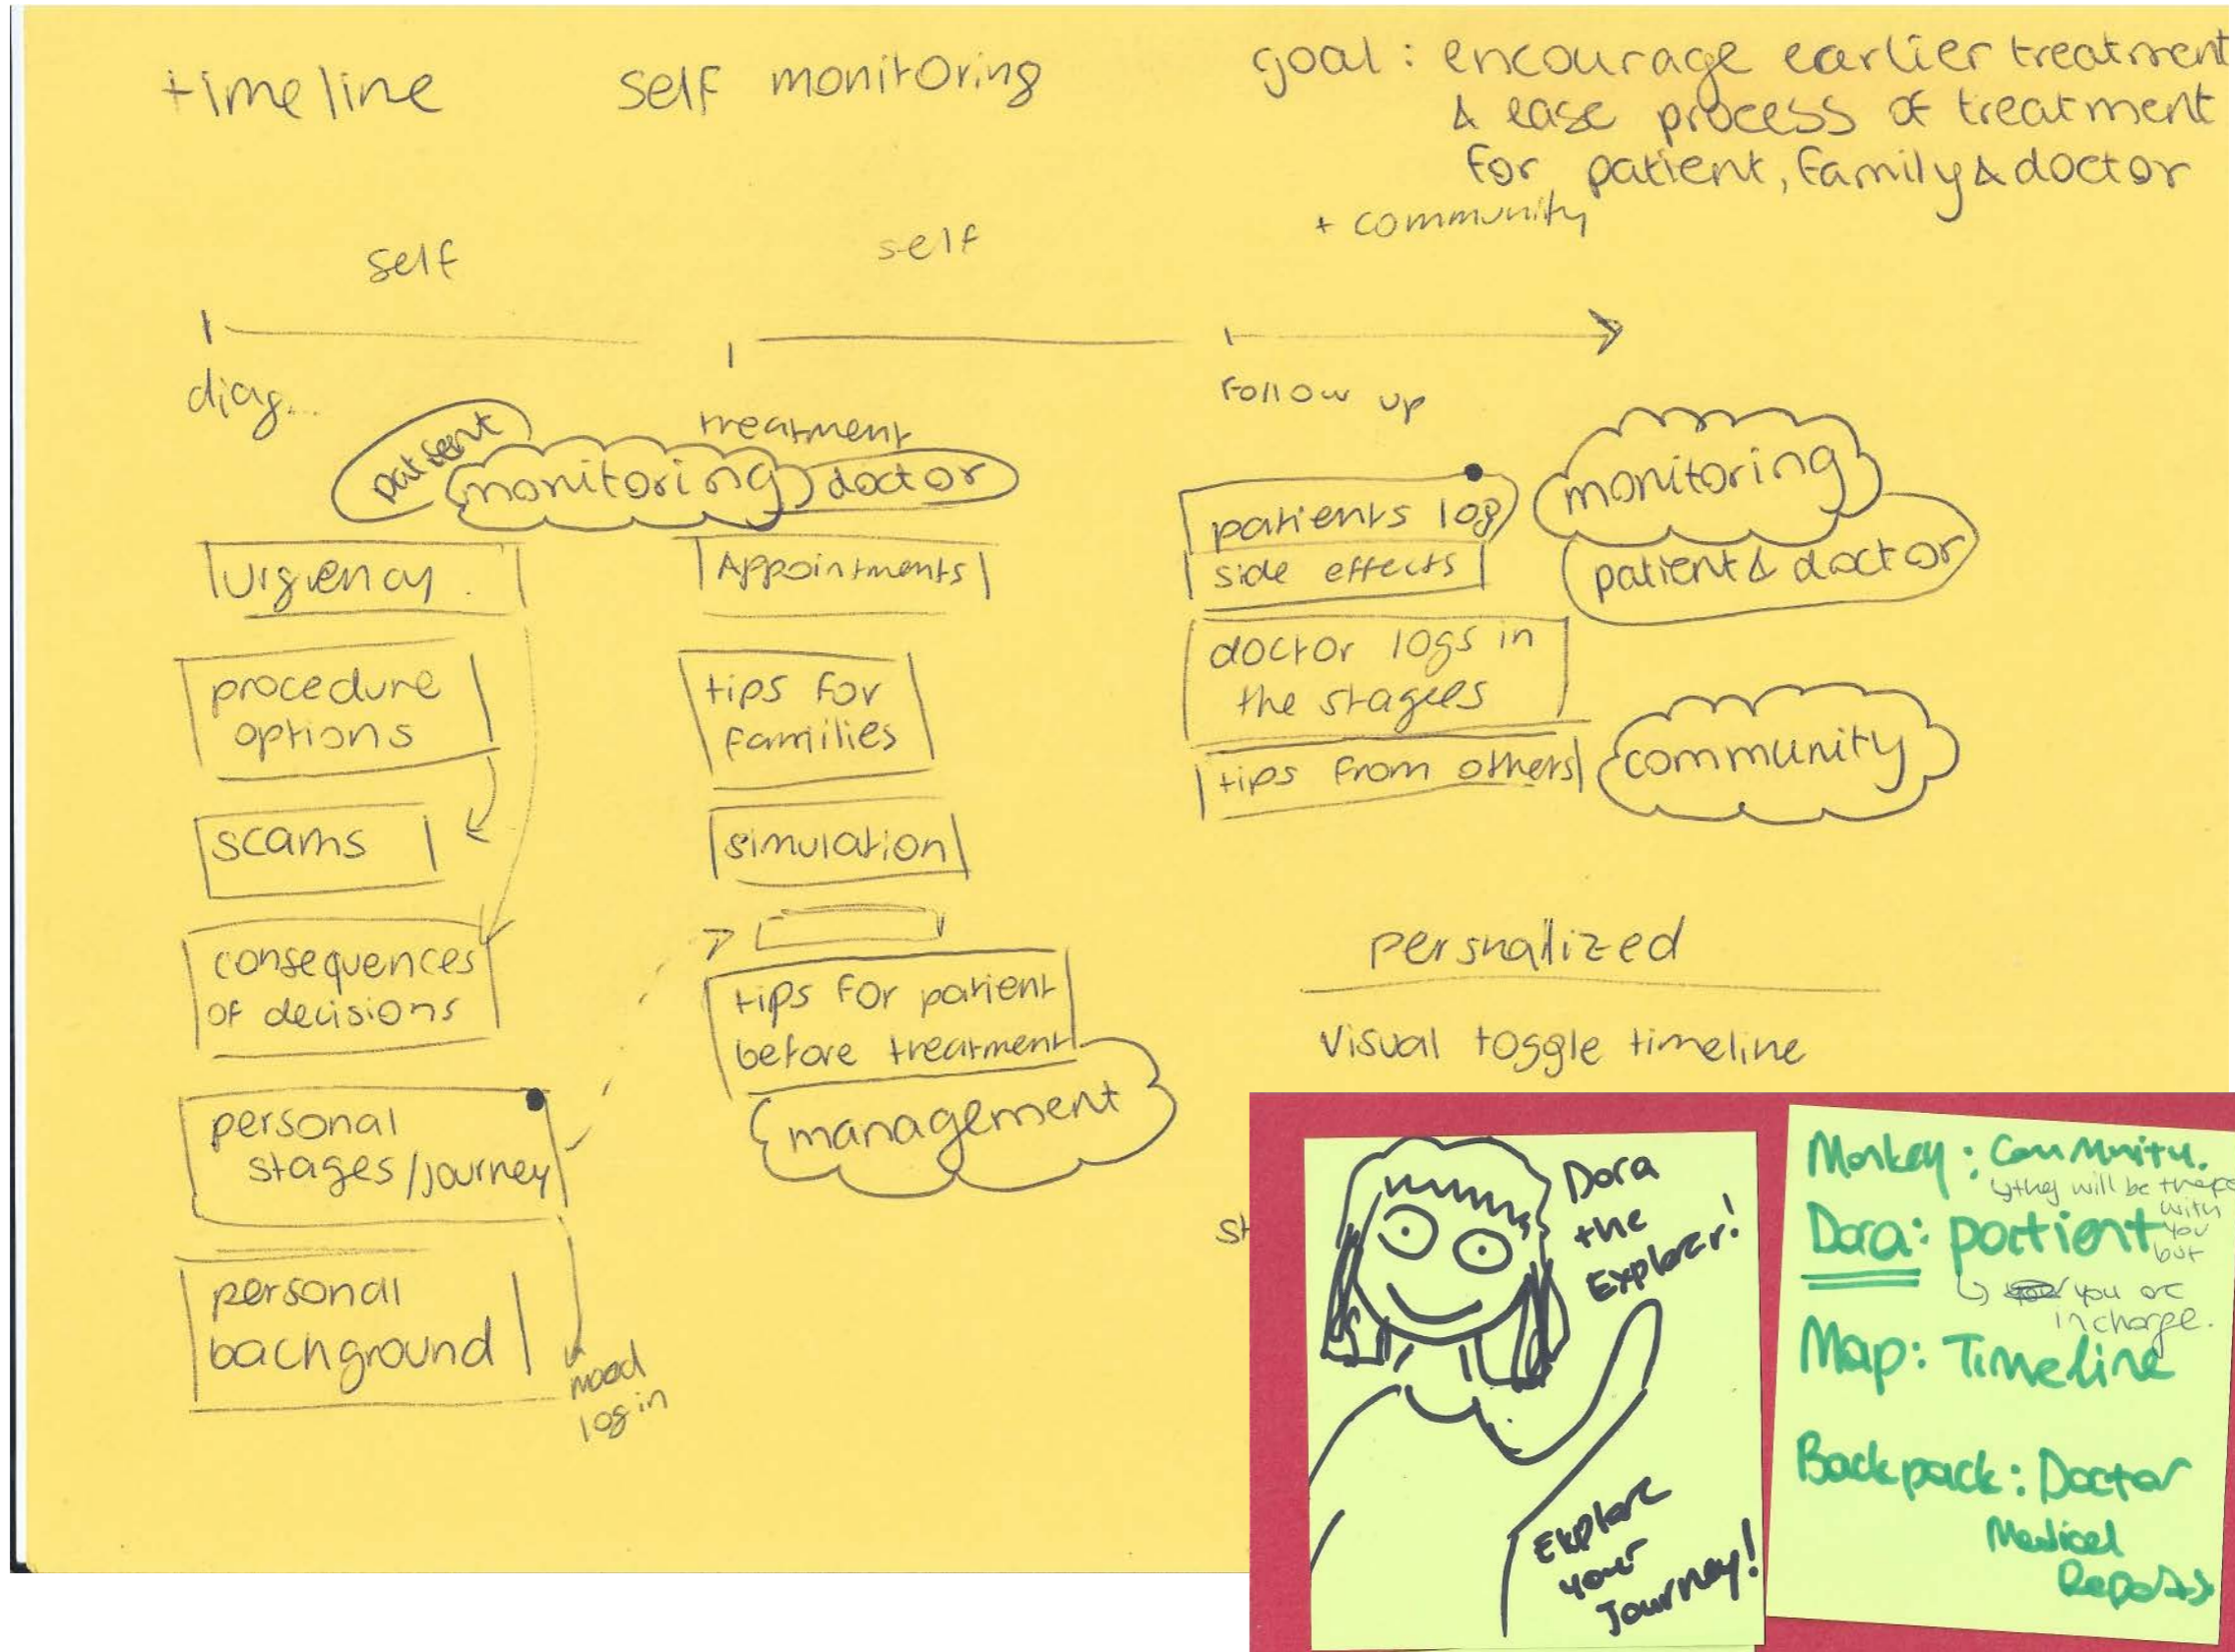 timeline
self monitoring
goal: encourage earlier treatment
& ease process of treatment
for patient, family & doctor
+ community
self
self
diag...
treatment
Follow up
patient
monitoring
doctor
urgency
procedure
options
scams
consequences
of decisions
personal
stages/journey
personal
background
mood
log in
Appointments
tips for
families
simulation
tips for patient
before treatment
management
patients log
side effects
monitoring
patient & doctor
doctor logs in
the stagees
tips from others
community
persnalized
visual toggle timeline
st
Dora
the
Explorer!
Explore
your
Journey!
Monkey: Community.
they will be there
with
you
but
Dora: patient
you are
in charge.
Map: Timeline
Backpack: Doctor
Medical
Reports